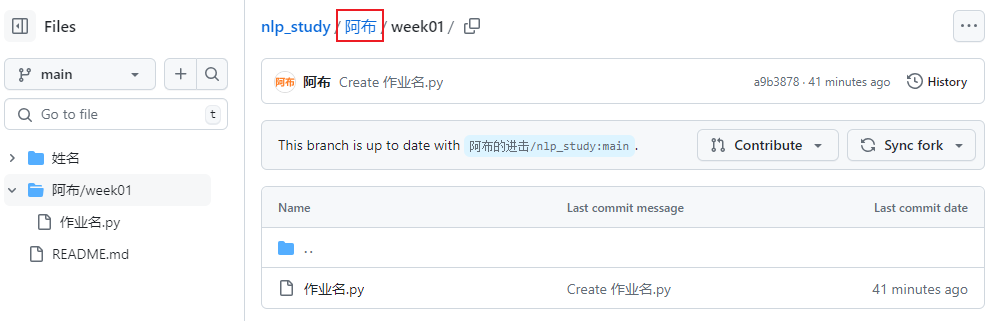 Files
main
Go to file
t
姓名
阿布/week01
作业名.py
README.md
nlp_study / 阿布 / week01 /
阿布 阿布 Create 作业名.py a9b3878 · 41 minutes ago History
This branch is up to date with 阿布的进击/nlp_study:main .
Contribute
Sync fork
Name Last commit message Last commit date
..
作业名.py Create 作业名.py 41 minutes ago